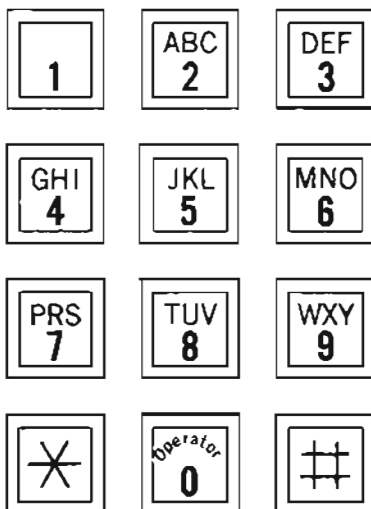 1
ABC
2
DEF
3
GHI
4
JKL
5
MNO
6
PRS
7
TUV
8
WXY
9
*
Operator
0
#